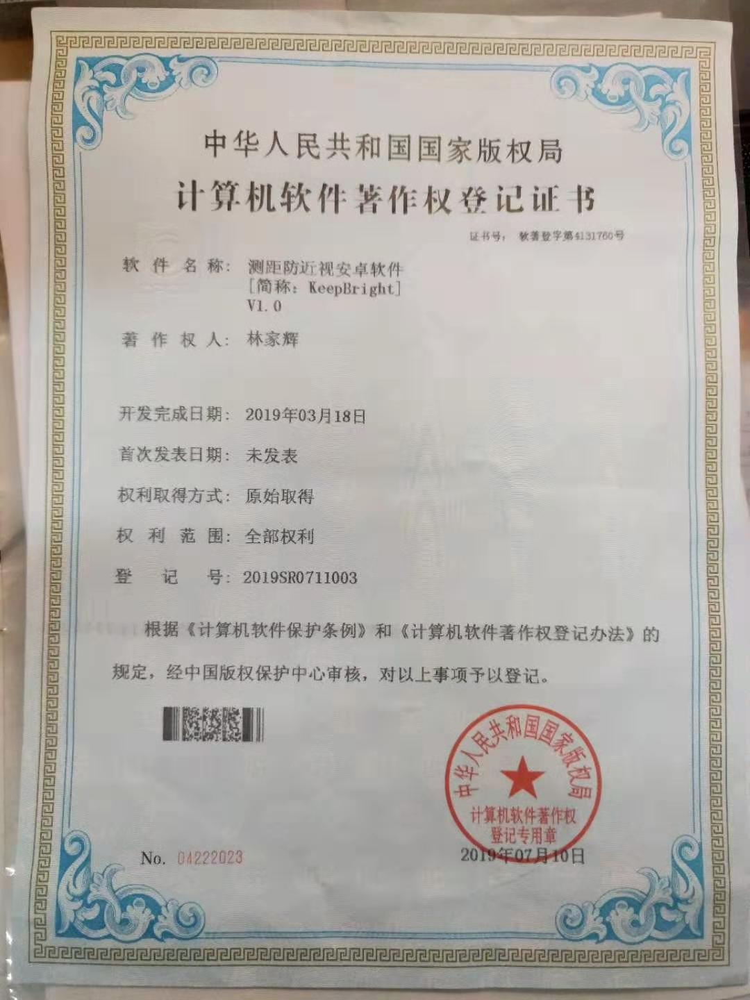 中华人民共和国国家版权局
计算机软件著作权登记证书
证书号： 软著登字第4131760号
软件名称： 测距防近视安卓软件
[简称：KeepBright]
V1.0
著作权人： 林家辉
开发完成日期： 2019年03月18日
首次发表日期： 未发表
权利取得方式： 原始取得
权利范围： 全部权利
登记号： 2019SR0711003
根据《计算机软件保护条例》和《计算机软件著作权登记办法》的
规定，经中国版权保护中心审核，对以上事项予以登记。
中华人民共和国国家版权局
计算机软件著作权
登记专用章
No. 04222023
2019年07月10日